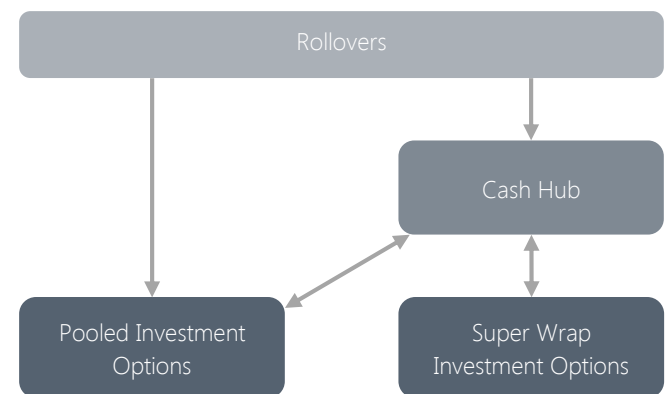 Rollovers
Cash Hub
Pooled Investment
Options
Super Wrap
Investment Options